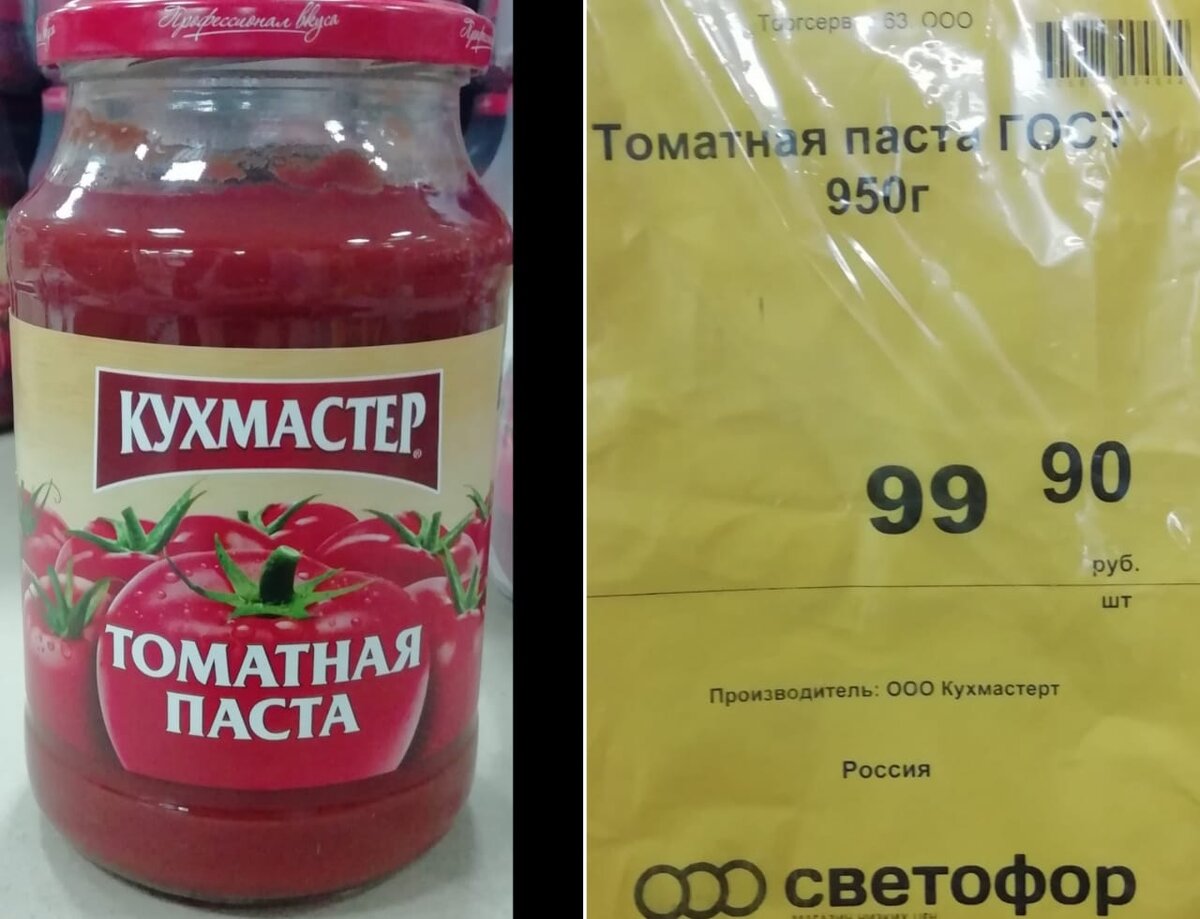 Профессионал вкуса
КУХМАСТЕР®
ТОМАТНАЯ
ПАСТА
63 ООО
Томатная паста ГОСТ
950г
99 90
руб.
шт
Производитель: ООО Кухмастерт
Россия
светофор